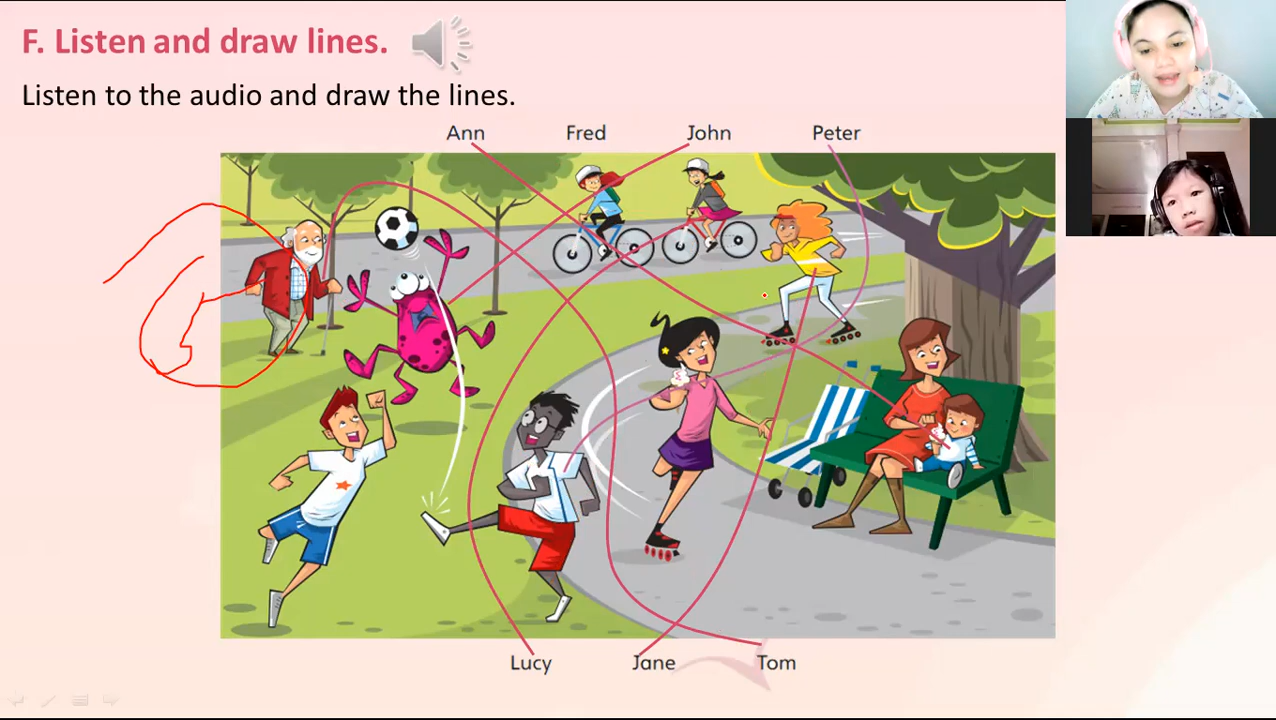 F. Listen and draw lines.
Listen to the audio and draw the lines.
Ann Fred John Peter
Lucy Jane Tom